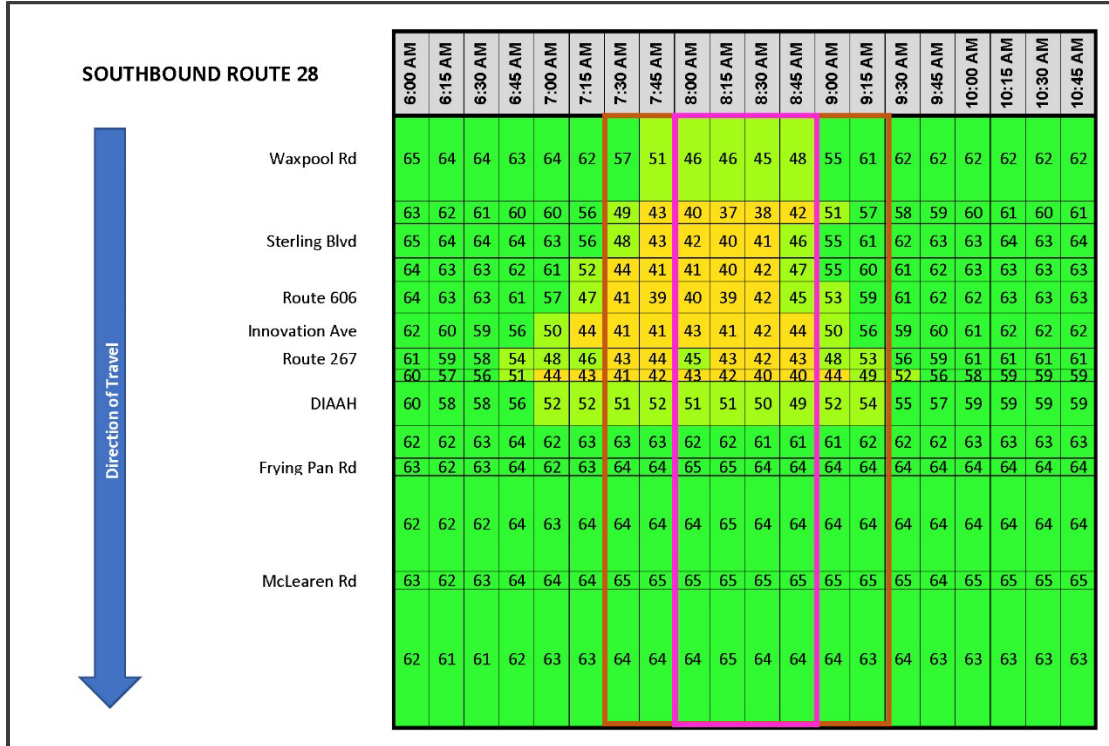 SOUTHBOUND ROUTE 28
6:00 AM 6:15 AM 6:30 AM 6:45 AM 7:00 AM 7:15 AM 7:30 AM 7:45 AM 8:00 AM 8:15 AM 8:30 AM 8:45 AM 9:00 AM 9:15 AM 9:30 AM 9:45 AM 10:00 AM 10:15 AM 10:30 AM 10:45 AM
Waxpool Rd 65 64 64 63 64 62 57 51 46 46 45 48 55 61 62 62 62 62 62 62
63 62 61 60 60 56 49 43 40 37 38 42 51 57 58 59 60 61 60 61
Sterling Blvd 65 64 64 64 63 56 48 43 42 40 41 46 55 61 62 63 63 64 63 64
64 63 63 62 61 52 44 41 41 40 42 47 55 60 61 62 63 63 63 63
Route 606 64 63 63 61 57 47 41 39 40 39 42 45 53 59 61 62 62 63 63 63
Innovation Ave 62 60 59 56 50 44 41 41 43 41 42 44 50 56 59 60 61 62 62 62
Route 267 61 59 58 54 48 46 43 44 45 43 42 43 48 53 56 59 61 61 61 61
60 57 56 51 44 43 41 42 43 42 40 40 44 49 52 56 58 59 59 59
DIAAH 60 58 58 56 52 52 51 52 51 51 50 49 52 54 55 57 59 59 59 59
62 62 63 64 62 63 63 63 62 62 61 61 61 62 62 62 63 63 63 63
Frying Pan Rd 63 62 63 64 62 63 64 64 65 65 64 64 64 64 64 64 64 64 64 64
62 62 62 64 63 64 64 64 64 65 64 64 64 64 64 64 64 64 64 64
McLearen Rd 63 62 63 64 64 64 65 65 65 65 65 65 65 65 65 64 65 65 65 65
62 61 61 62 63 63 64 64 64 65 64 64 64 63 64 63 63 63 63 63
Direction of Travel